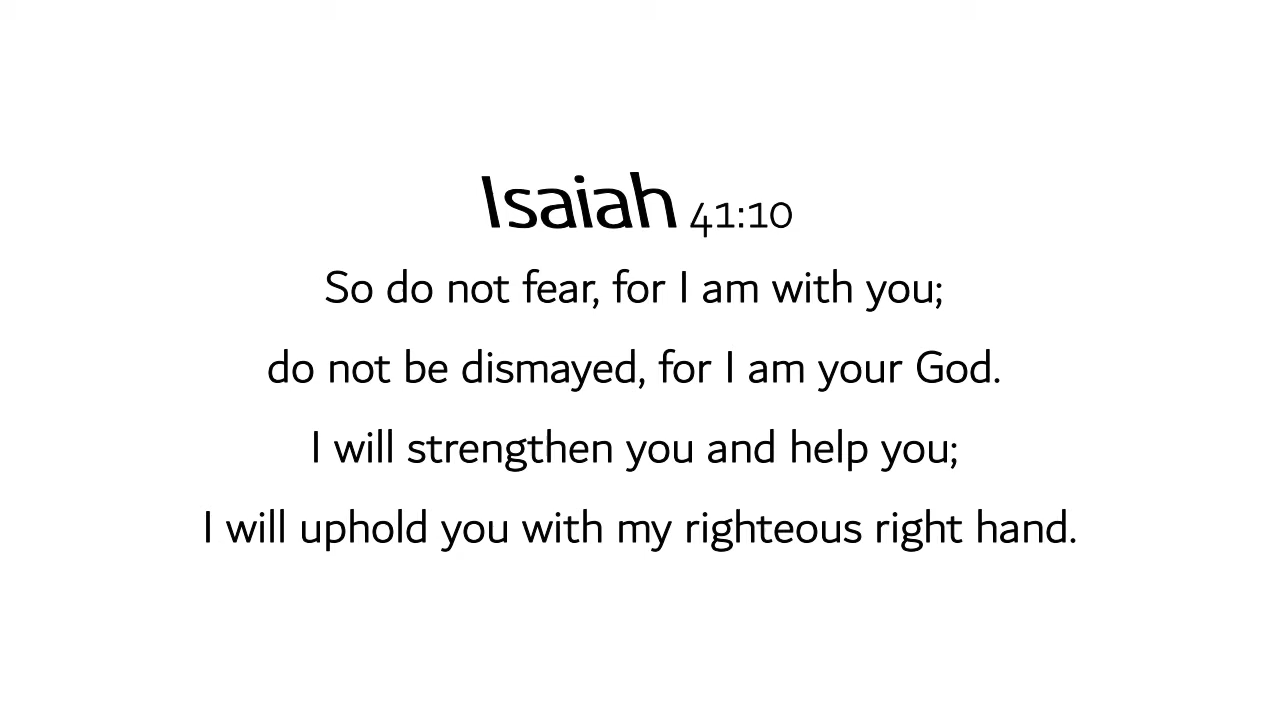 Isaiah 41:10
So do not fear, for I am with you;
do not be dismayed, for I am your God.
I will strengthen you and help you;
I will uphold you with my righteous right hand.